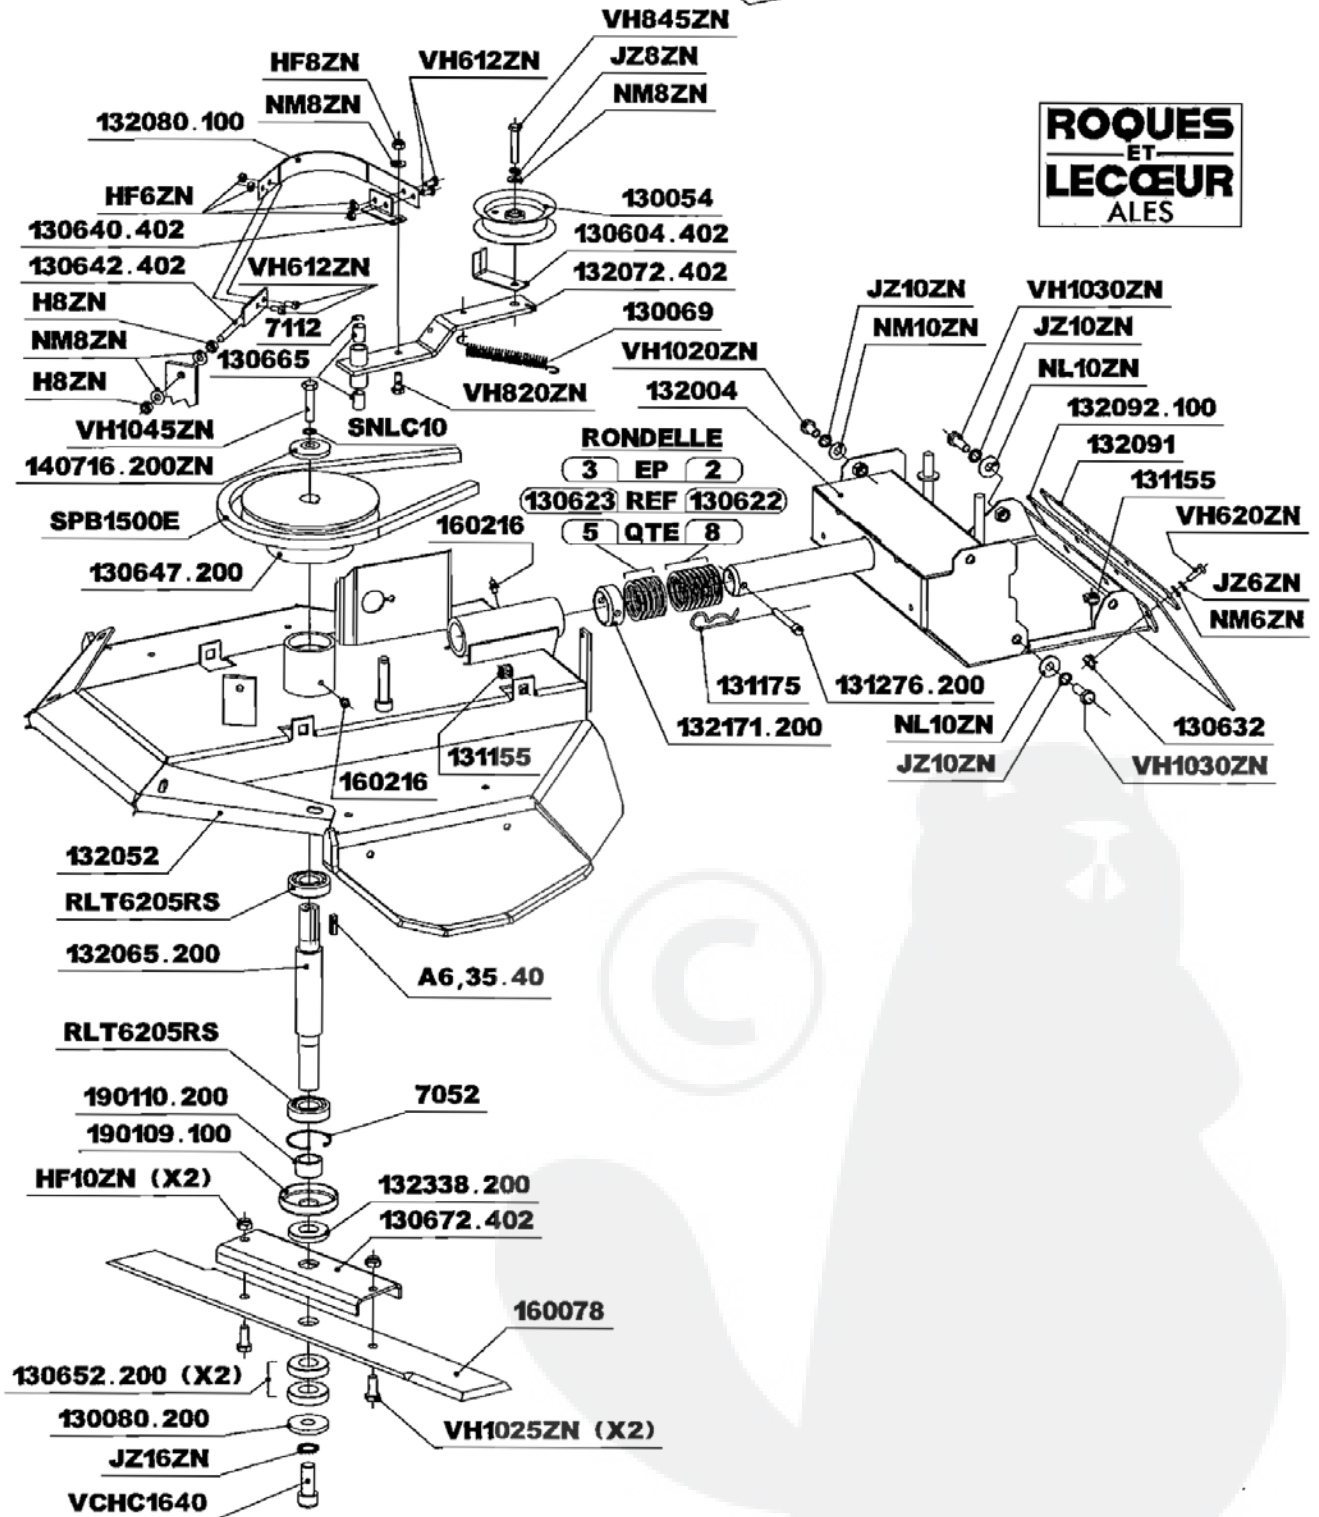 VH845ZN
HF8ZN
VH612ZN
JZ8ZN
NM8ZN
NM8ZN
132080.100
ROQUES
ET
LECŒUR
ALES
HF6ZN
130054
130640.402
130604.402
130642.402
VH612ZN
132072.402
H8ZN
7112
130069
JZ10ZN
VH1030ZN
NM8ZN
130665
NM10ZN
JZ10ZN
VH1020ZN
NL10ZN
H8ZN
VH820ZN
132004
132092.100
VH1045ZN
SNLC10
RONDELLE
132091
140716.200ZN
3 EP 2
131155
130623 REF 130622
SPB1500E
160216
5 QTE 8
VH620ZN
130647.200
JZ6ZN
NM6ZN
131175
131276.200
132171.200
NL10ZN
130632
131155
JZ10ZN
VH1030ZN
160216
132052
RLT6205RS
132065.200
A6,35.40
RLT6205RS
190110.200
7052
190109.100
HF10ZN (X2)
132338.200
130672.402
160078
130652.200 (X2)
130080.200
VH1025ZN (X2)
JZ16ZN
VCHC1640
©